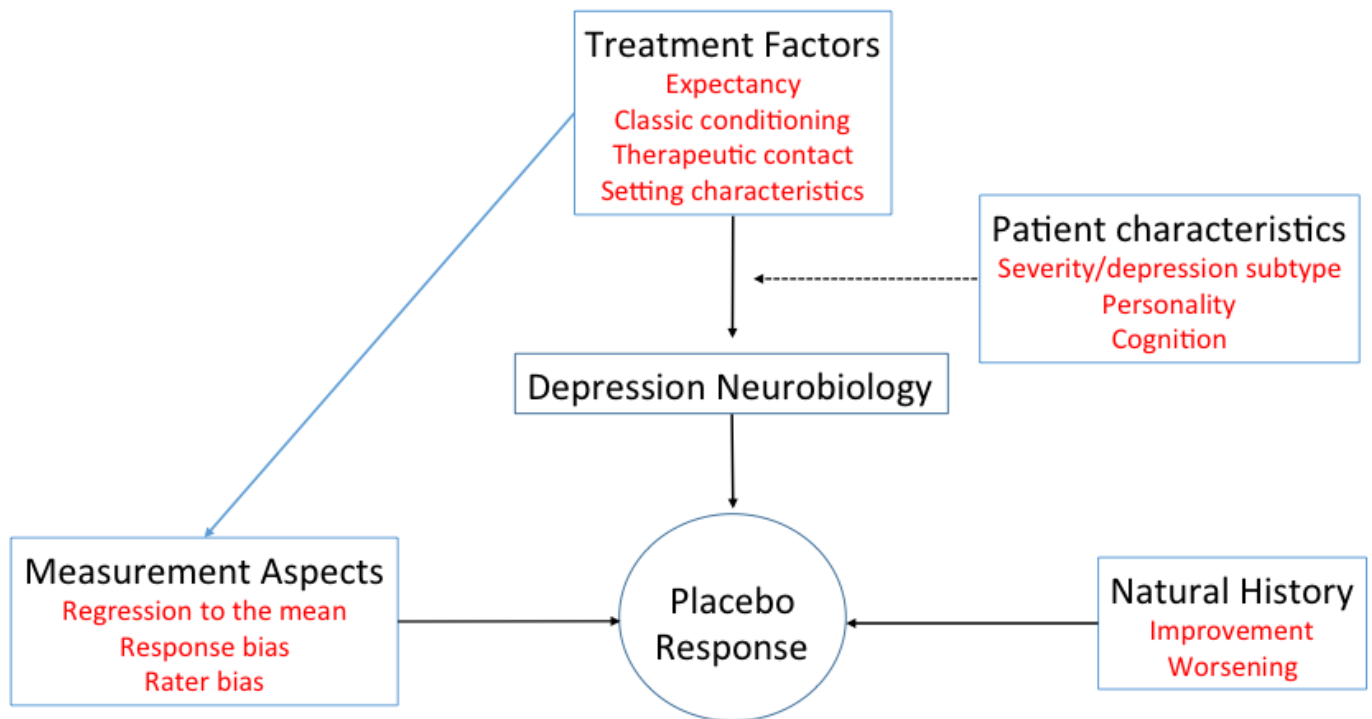 Treatment Factors
Expectancy
Classic conditioning
Therapeutic contact
Setting characteristics
Patient characteristics
Severity/depression subtype
Personality
Cognition
Depression Neurobiology
Measurement Aspects
Regression to the mean
Response bias
Rater bias
Placebo
Response
Natural History
Improvement
Worsening